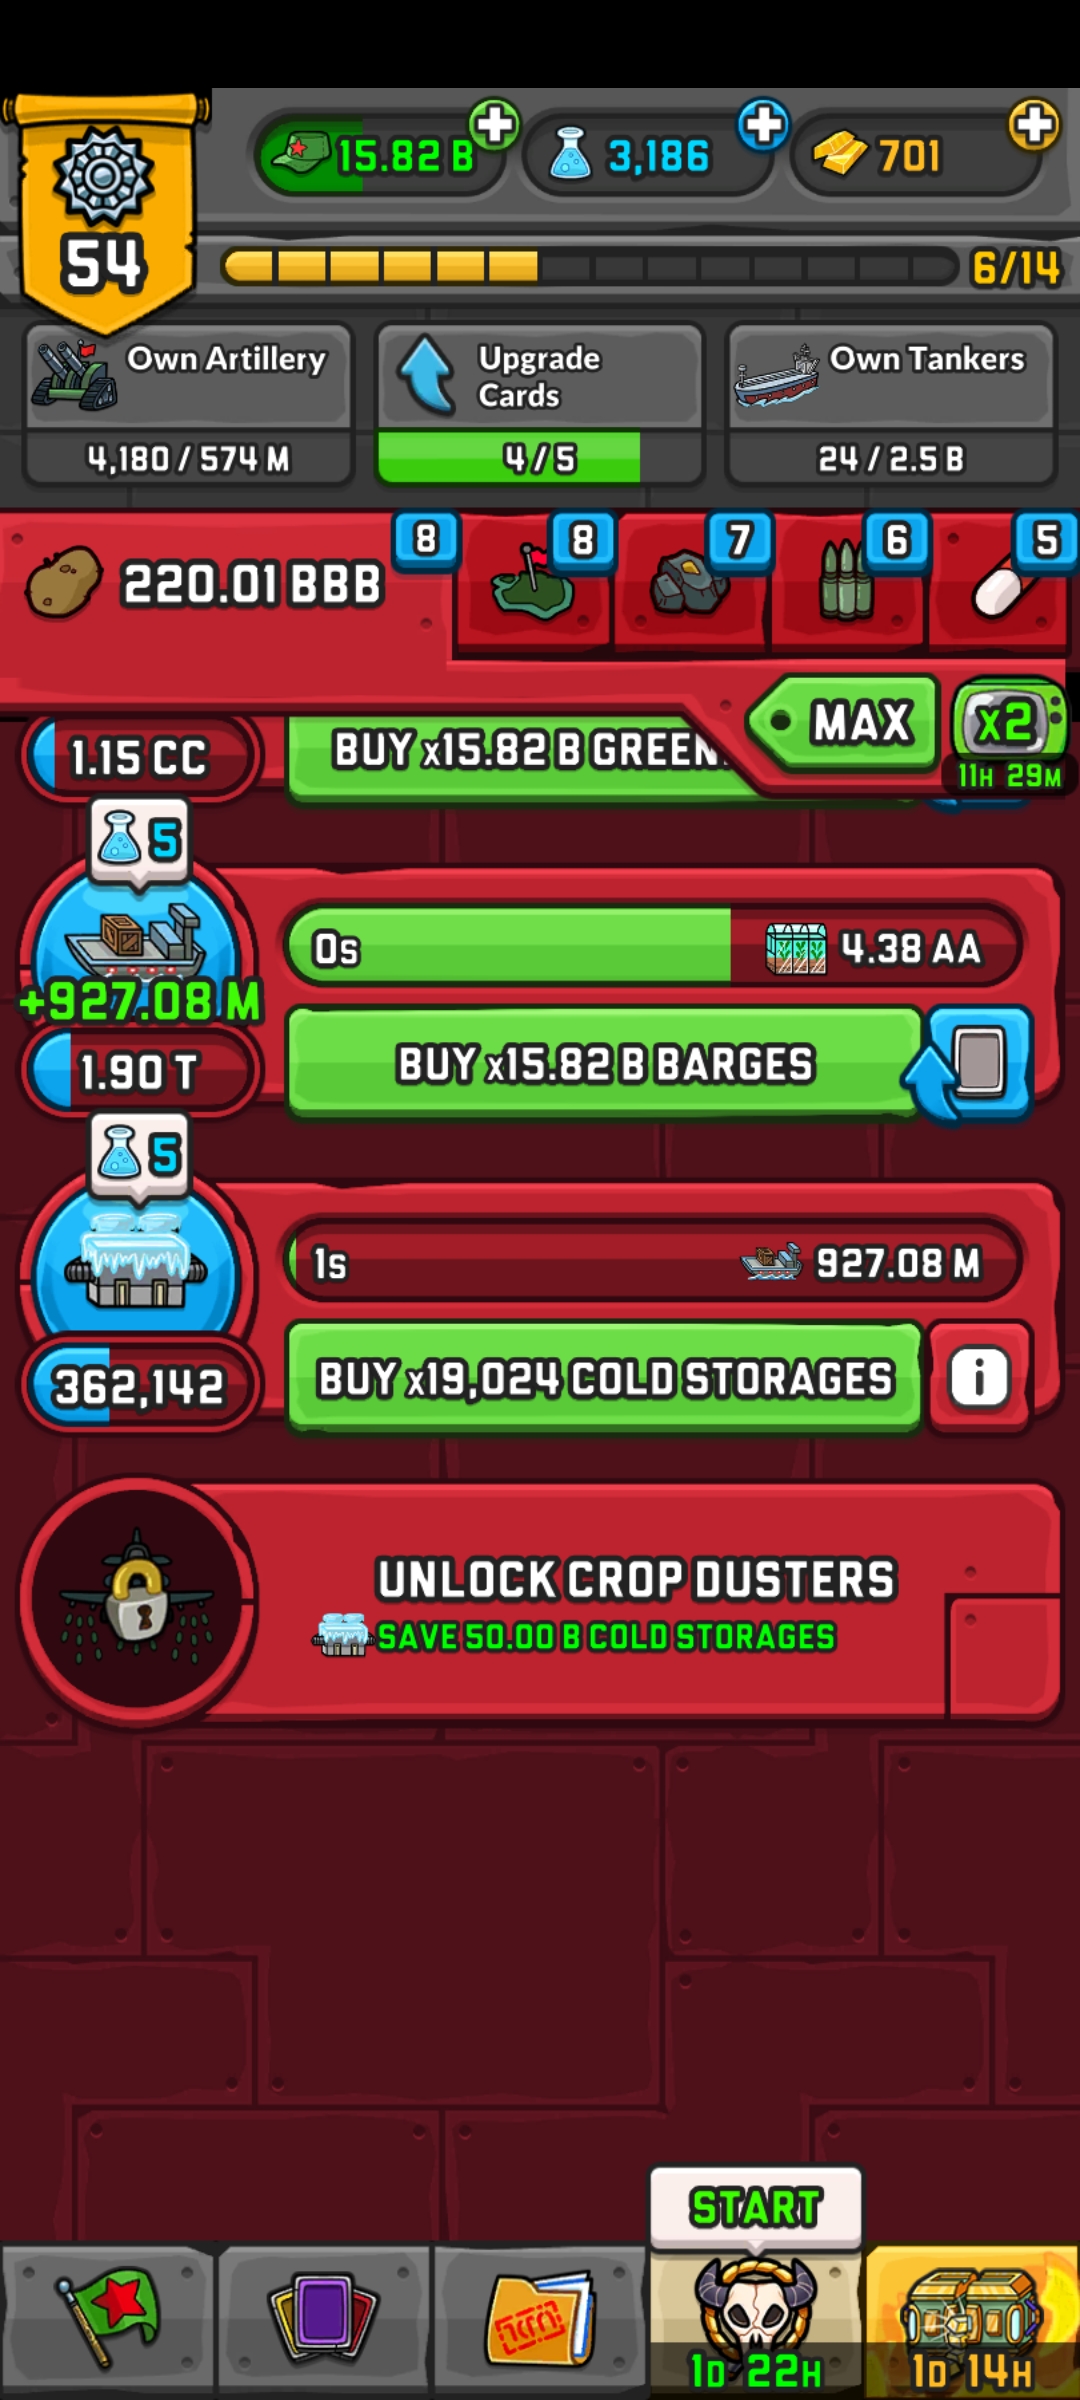 15.82 B
3,186
701
54
6/14
Own Artillery
4,180 / 574 M
Upgrade
Cards
4 / 5
Own Tankers
24 / 2.5 B
220.01 BBB
8
8
7
6
5
MAX
x2
11H 29M
1.15 CC
BUY x15.82 B GREEN
5
0s
4.38 AA
+927.08 M
1.90 T
BUY x15.82 B BARGES
5
1s
927.08 M
362,142
BUY x19,024 COLD STORAGES
i
UNLOCK CROP DUSTERS
SAVE 50.00 B COLD STORAGES
START
1D 22H
1D 14H